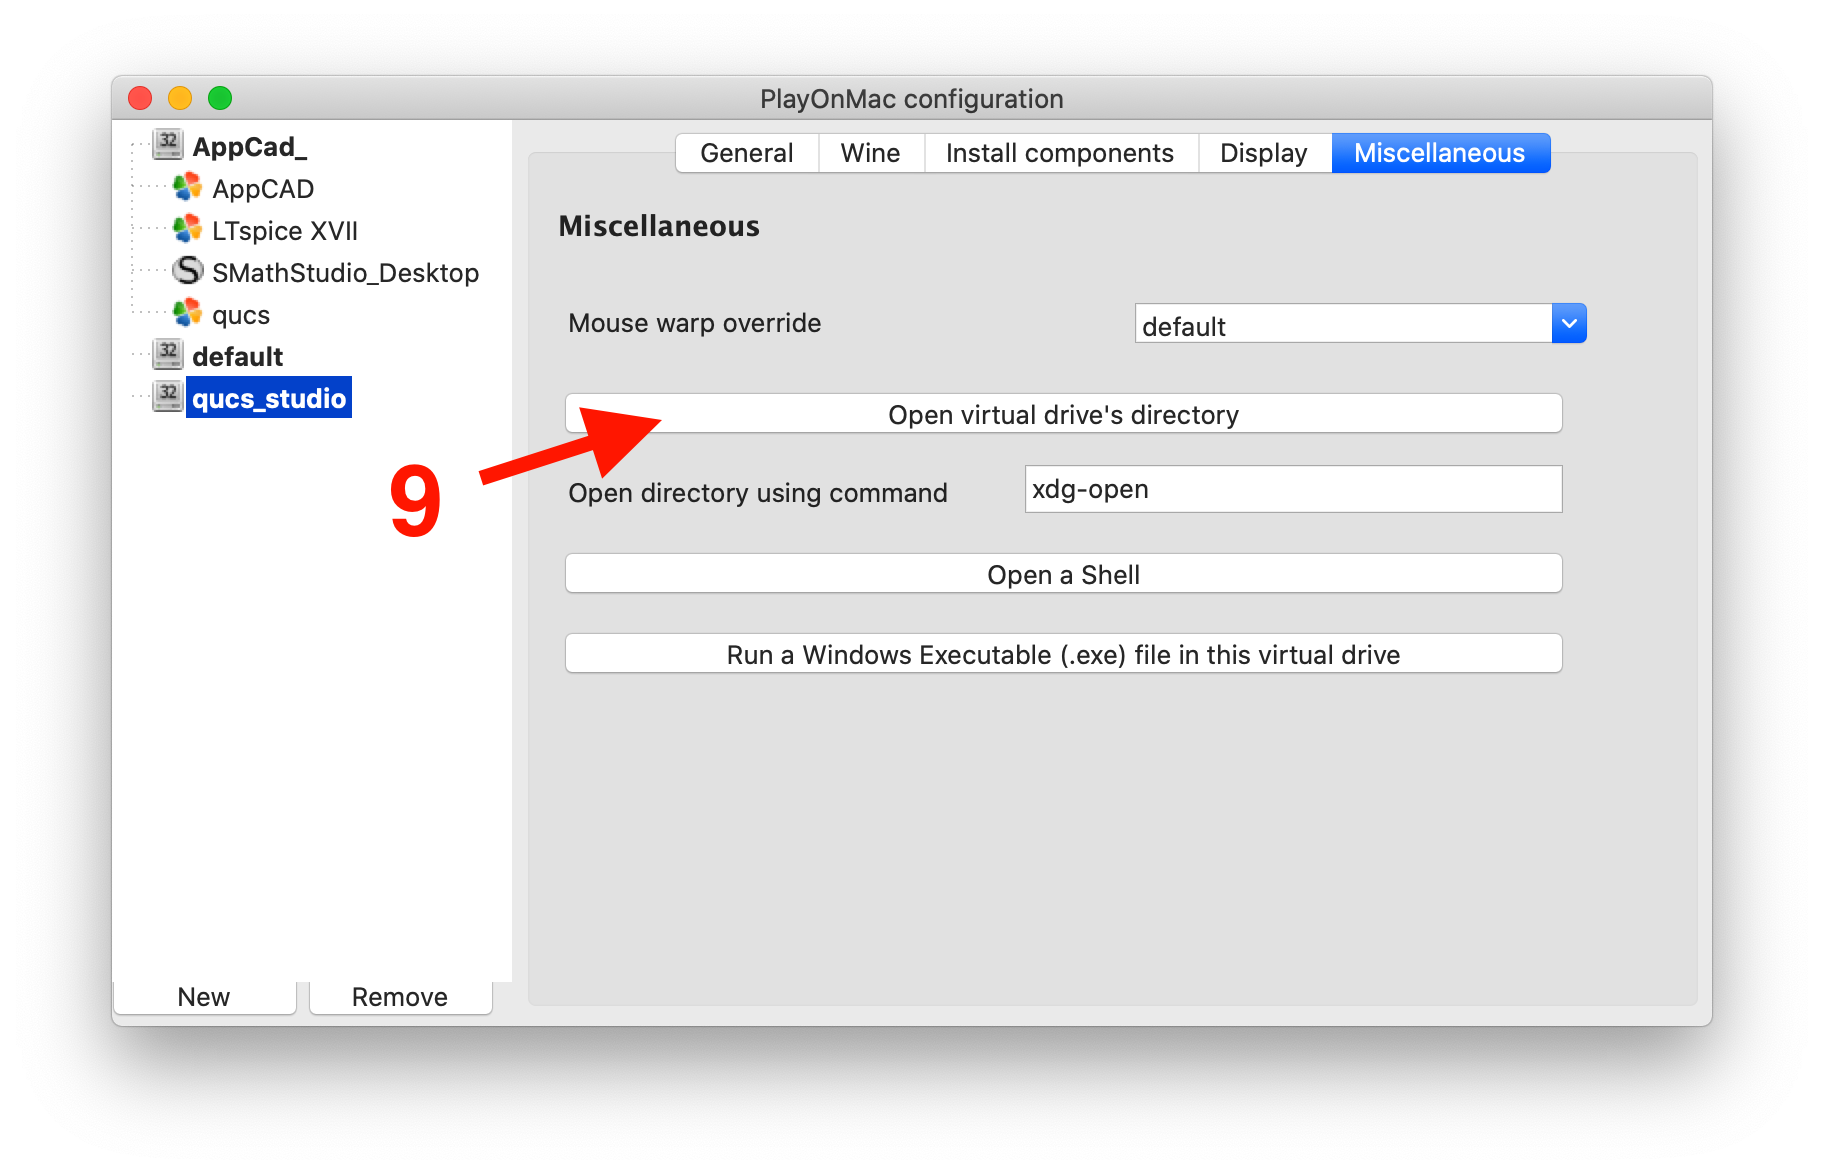 PlayOnMac configuration
32 AppCad_
AppCAD
LTspice XVII
S SMathStudio_Desktop
qucs
32 default
32 qucs_studio
New Remove
General Wine Install components Display Miscellaneous
Miscellaneous
Mouse warp override default
Open virtual drive's directory
9
Open directory using command xdg-open
Open a Shell
Run a Windows Executable (.exe) file in this virtual drive